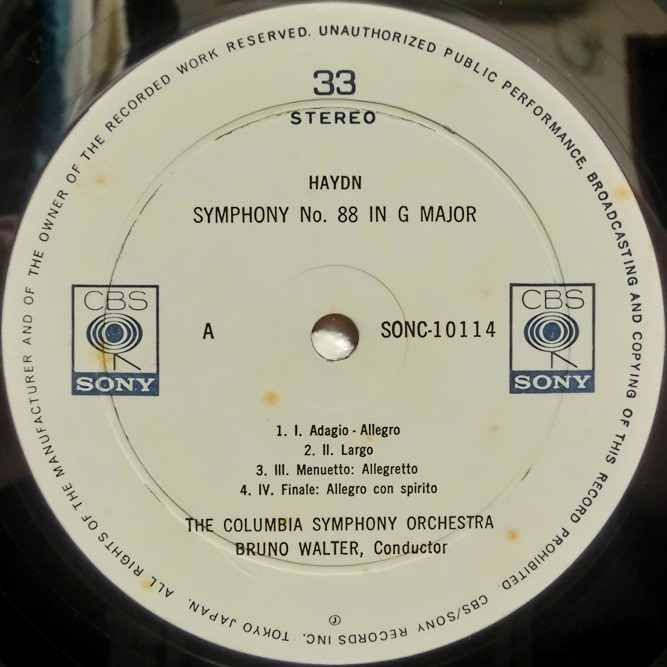 ALL RIGHTS OF THE MANUFACTURER AND OF THE OWNER OF THE RECORDED WORK RESERVED. UNAUTHORIZED PUBLIC PERFORMANCE, BROADCASTING AND COPYING OF THIS RECORD PROHIBITED. CBS/SONY RECORDS INC. TOKYO JAPAN.
33
STEREO
HAYDN
SYMPHONY No. 88 IN G MAJOR
CBS
SONY
A
SONC-10114
CBS
SONY
1. I. Adagio - Allegro
2. II. Largo
3. III. Menuetto: Allegretto
4. IV. Finale: Allegro con spirito
THE COLUMBIA SYMPHONY ORCHESTRA
BRUNO WALTER, Conductor